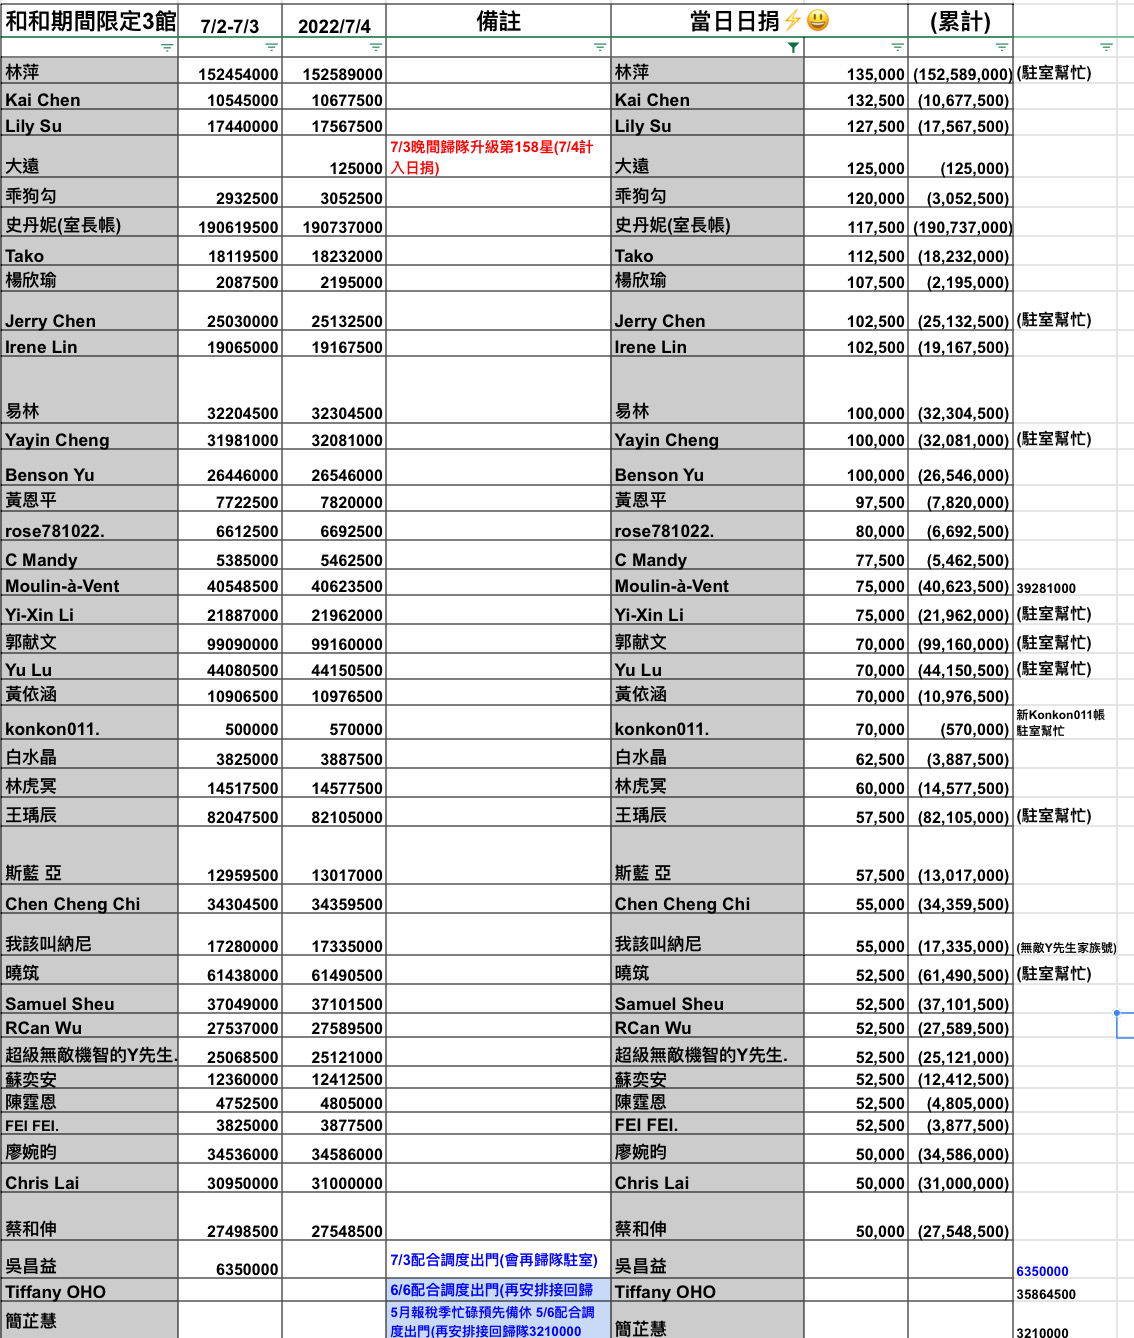 和和期間限定3館 7/2-7/3 2022/7/4 備註 當日日捐⚡😃 (累計)
林萍 152454000 152589000 林萍 135,000 (152,589,000) (駐室幫忙)
Kai Chen 10545000 10677500 Kai Chen 132,500 (10,677,500)
Lily Su 17440000 17567500 Lily Su 127,500 (17,567,500)
7/3晚間歸隊升級第158星(7/4計
大遠 125000 入日捐) 大遠 125,000 (125,000)
乖狗勾 2932500 3052500 乖狗勾 120,000 (3,052,500)
史丹妮(室長帳) 190619500 190737000 史丹妮(室長帳) 117,500 (190,737,000)
Tako 18119500 18232000 Tako 112,500 (18,232,000)
楊欣瑜 2087500 2195000 楊欣瑜 107,500 (2,195,000)
Jerry Chen 25030000 25132500 Jerry Chen 102,500 (25,132,500) (駐室幫忙)
Irene Lin 19065000 19167500 Irene Lin 102,500 (19,167,500)
易林 32204500 32304500 易林 100,000 (32,304,500)
Yayin Cheng 31981000 32081000 Yayin Cheng 100,000 (32,081,000) (駐室幫忙)
Benson Yu 26446000 26546000 Benson Yu 100,000 (26,546,000)
黃恩平 7722500 7820000 黃恩平 97,500 (7,820,000)
rose781022. 6612500 6692500 rose781022. 80,000 (6,692,500)
C Mandy 5385000 5462500 C Mandy 77,500 (5,462,500)
Moulin-à-Vent 40548500 40623500 Moulin-à-Vent 75,000 (40,623,500) 39281000
Yi-Xin Li 21887000 21962000 Yi-Xin Li 75,000 (21,962,000) (駐室幫忙)
郭献文 99090000 99160000 郭献文 70,000 (99,160,000) (駐室幫忙)
Yu Lu 44080500 44150500 Yu Lu 70,000 (44,150,500) (駐室幫忙)
黃依涵 10906500 10976500 黃依涵 70,000 (10,976,500)
新Konkon011帳
konkon011. 500000 570000 konkon011. 70,000 (570,000) 駐室幫忙
白水晶 3825000 3887500 白水晶 62,500 (3,887,500)
林虎冥 14517500 14577500 林虎冥 60,000 (14,577,500)
王瑀辰 82047500 82105000 王瑀辰 57,500 (82,105,000) (駐室幫忙)
斯藍 亞 12959500 13017000 斯藍 亞 57,500 (13,017,000)
Chen Cheng Chi 34304500 34359500 Chen Cheng Chi 55,000 (34,359,500)
我該叫納尼 17280000 17335000 我該叫納尼 55,000 (17,335,000) (無敵Y先生家族號)
曉筑 61438000 61490500 曉筑 52,500 (61,490,500) (駐室幫忙)
Samuel Sheu 37049000 37101500 Samuel Sheu 52,500 (37,101,500)
RCan Wu 27537000 27589500 RCan Wu 52,500 (27,589,500)
超級無敵機智的Y先生. 25068500 25121000 超級無敵機智的Y先生. 52,500 (25,121,000)
蘇奕安 12360000 12412500 蘇奕安 52,500 (12,412,500)
陳霆恩 4752500 4805000 陳霆恩 52,500 (4,805,000)
FEI FEI. 3825000 3877500 FEI FEI. 52,500 (3,877,500)
廖婉昀 34536000 34586000 廖婉昀 50,000 (34,586,000)
Chris Lai 30950000 31000000 Chris Lai 50,000 (31,000,000)
蔡和伸 27498500 27548500 蔡和伸 50,000 (27,548,500)
吳昌益 6350000 7/3配合調度出門(會再歸隊駐室) 吳昌益 6350000
Tiffany OHO 6/6配合調度出門(再安排接回歸 Tiffany OHO 35864500
5月報稅季忙碌預先備休 5/6配合調
簡芷慧 度出門(再安排接回歸隊3210000 簡芷慧 3210000